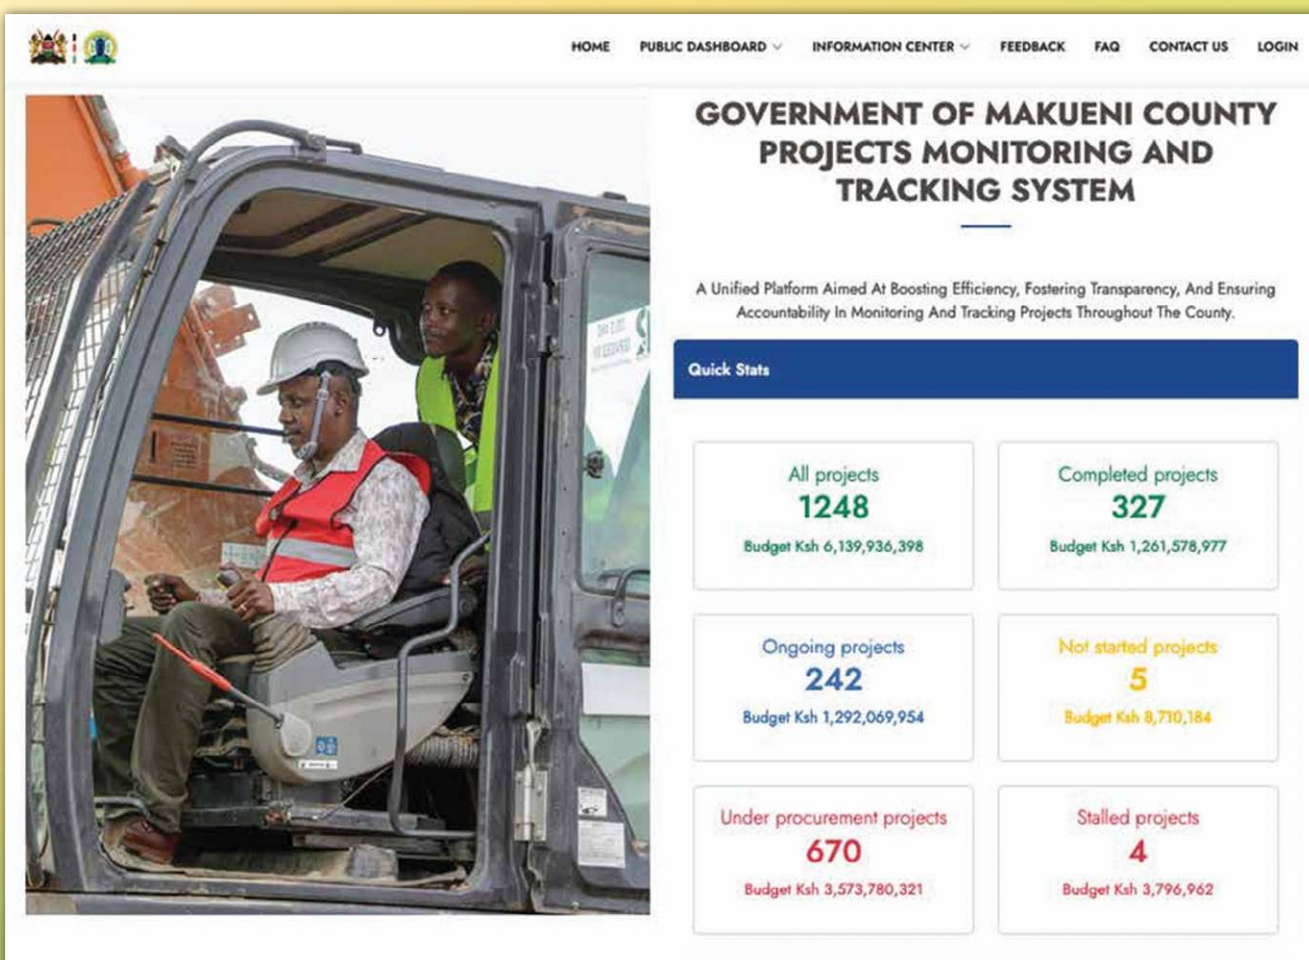 HOME PUBLIC DASHBOARD INFORMATION CENTER FEEDBACK FAQ CONTACT US LOGIN
GOVERNMENT OF MAKUENI COUNTY
PROJECTS MONITORING AND
TRACKING SYSTEM
A Unified Platform Aimed At Boosting Efficiency, Fostering Transparency, And Ensuring
Accountability In Monitoring And Tracking Projects Throughout The County.
Quick Stats
All projects
1248
Budget Ksh 6,139,936,398
Completed projects
327
Budget Ksh 1,261,578,977
Ongoing projects
242
Budget Ksh 1,292,069,954
Not started projects
5
Budget Ksh 8,710,184
Under procurement projects
670
Budget Ksh 3,573,780,321
Stalled projects
4
Budget Ksh 3,796,962